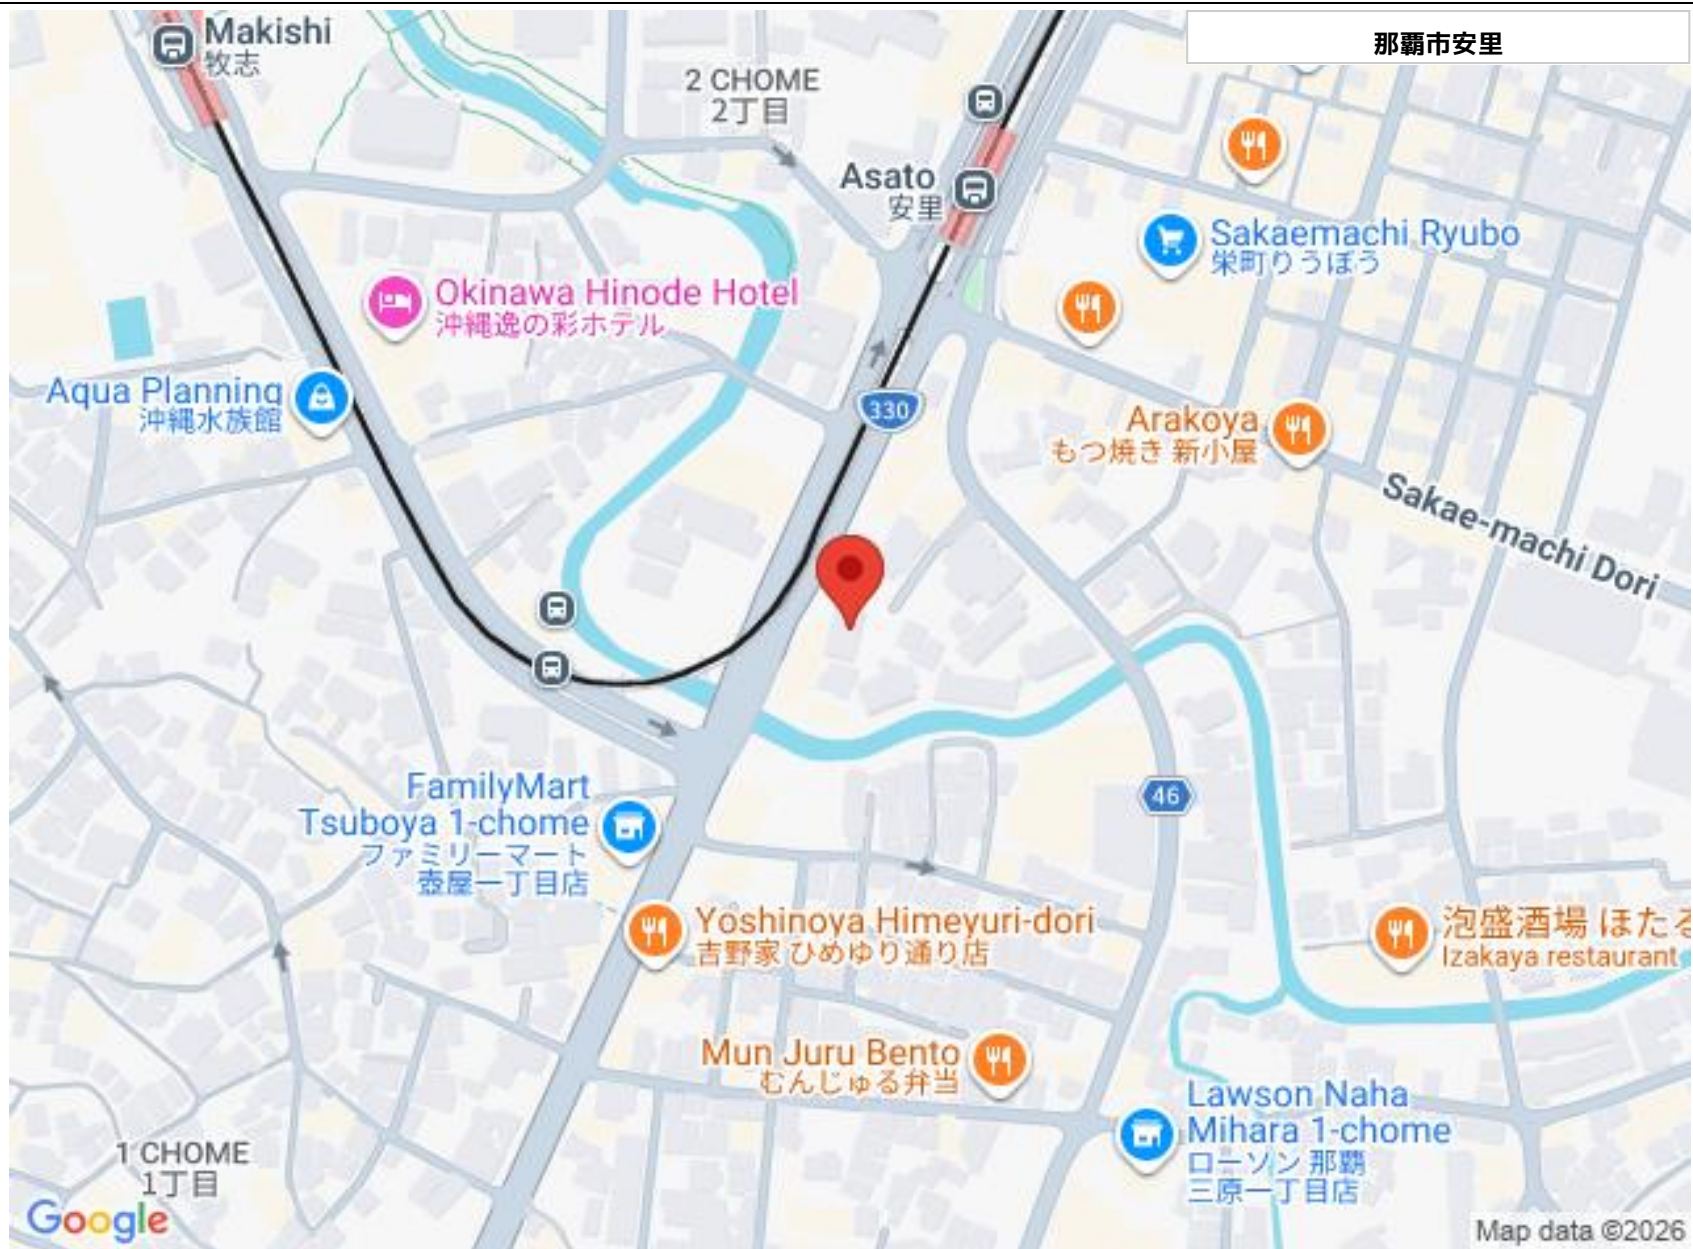 那覇市安里
Makishi
牧志
2 CHOME
2丁目
Asato
安里
Sakaemachi Ryubo
栄町りうぼう
Okinawa Hinode Hotel
沖縄逸の彩ホテル
Aqua Planning
沖縄水族館
330
Arakoya
もつ焼き 新小屋
Sakae-machi Dori
FamilyMart
Tsuboya 1-chome
ファミリーマート
壺屋一丁目店
46
Yoshinoya Himeyuri-dori
吉野家 ひめゆり通り店
泡盛酒場 ほたる
Izakaya restaurant
Mun Juru Bento
むんじゅる弁当
Lawson Naha
Mihara 1-chome
ローソン 那覇
三原一丁目店
1 CHOME
1丁目
Google
Map data ©2026